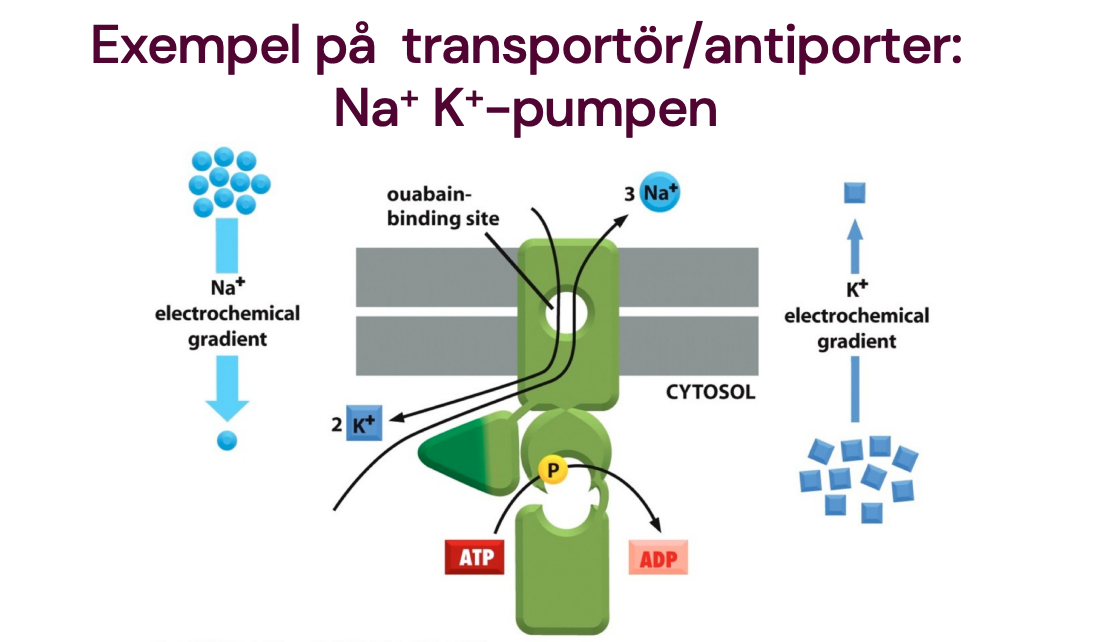 Exempel på transportör/antiporter:
Na⁺ K⁺-pumpen
ouabain-
binding site
3 Na⁺
Na⁺
electrochemical
gradient
K⁺
electrochemical
gradient
CYTOSOL
2 K⁺
P
ATP
ADP